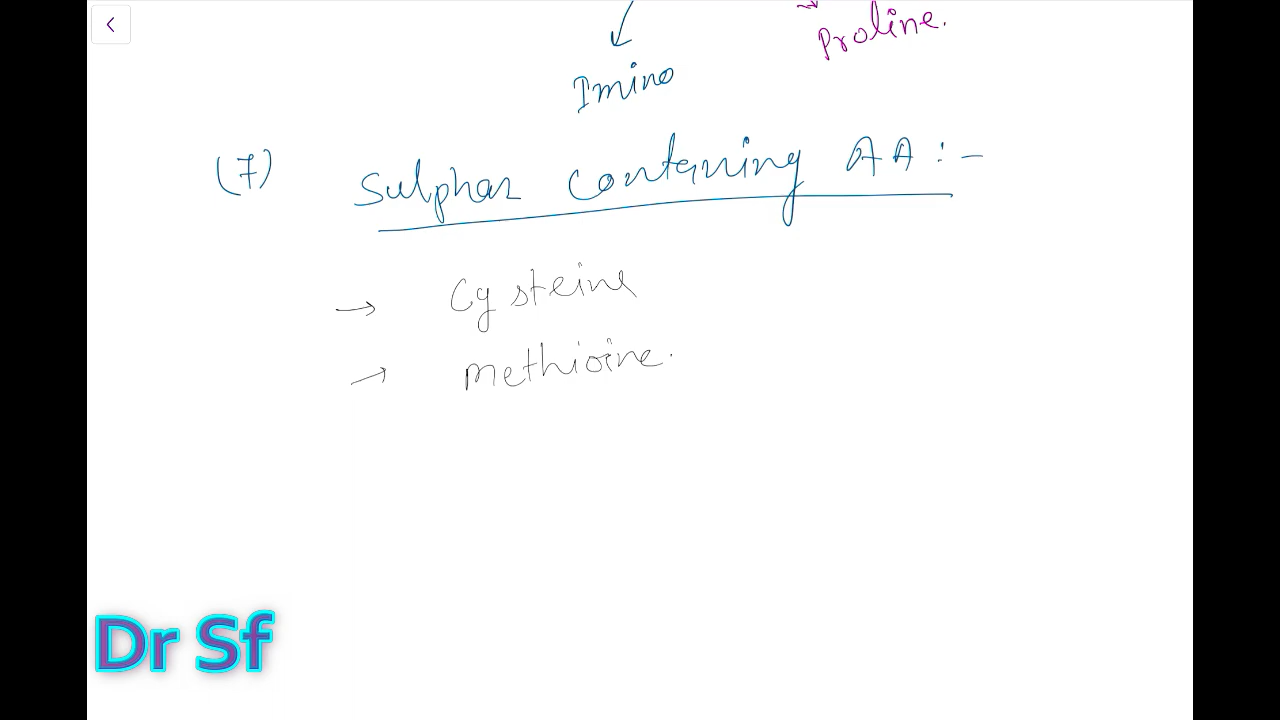 Proline.
Imino
(7) Sulphar containing AA:-
→ Cysteine
→ Methioine.
Dr Sf